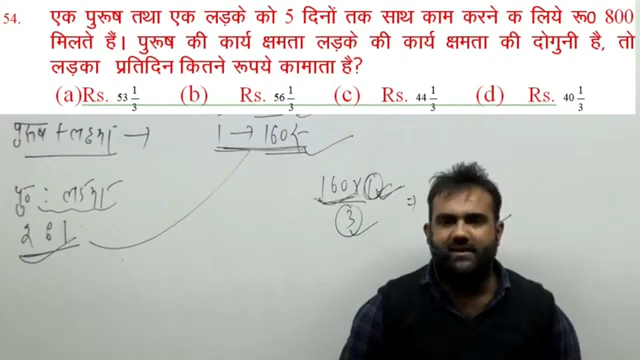 54. एक पुरूष तथा एक लड़के को 5 दिनों तक साथ काम करने क लिये रू0 800
मिलते हैं। पुरूष की कार्य क्षमता लड़के की कार्य क्षमता की दोगुनी है, तो
लड़का प्रतिदिन कितने रूपये कामाता है?
(a)Rs. 53 1/3 (b) Rs. 56 1/3 (c) Rs. 44 1/3 (d) Rs. 40 1/3
पुरूष + लड़का → 1 → 160
पु० : लड़का
2 : 1
160 × 1
3
⇒